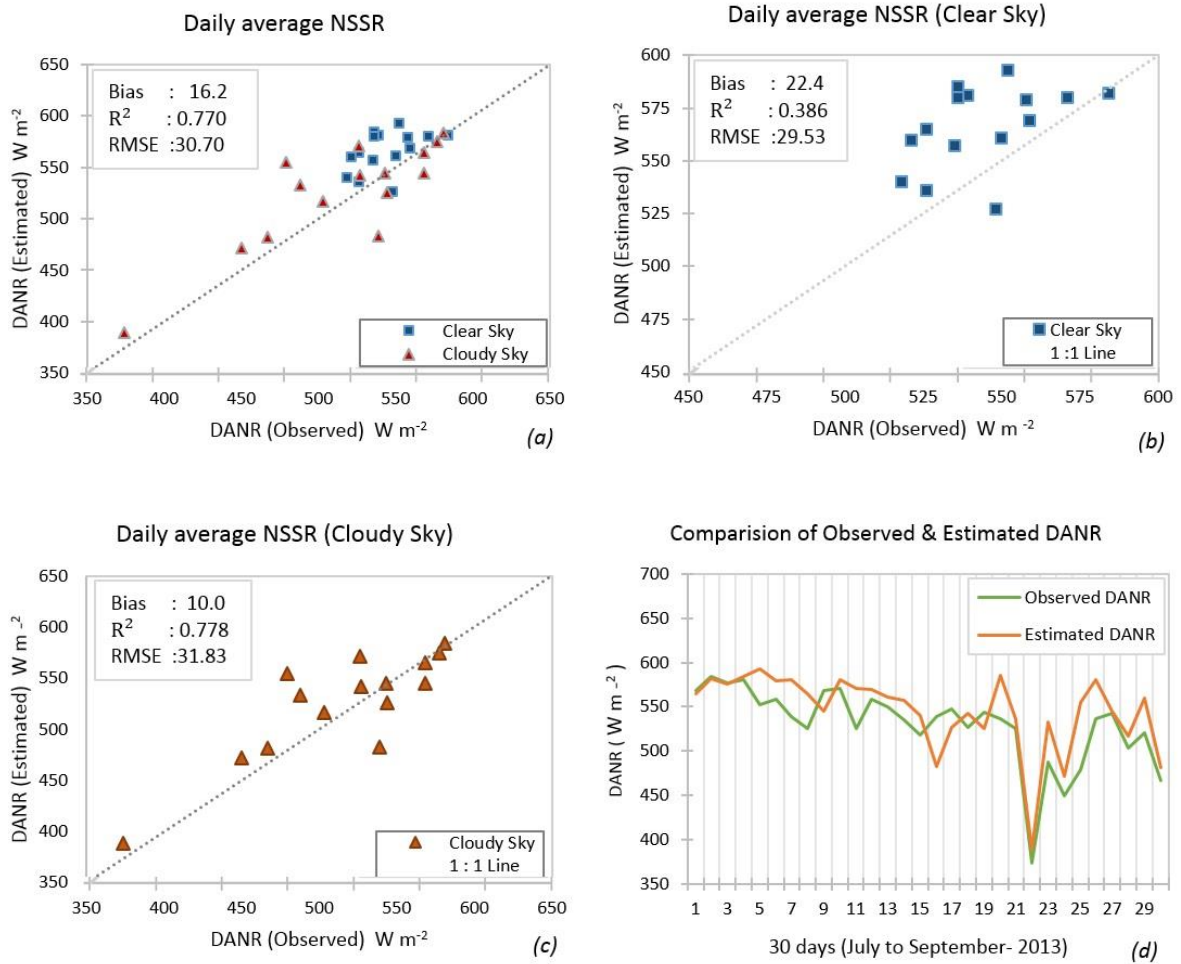 Daily average NSSR
Bias : 16.2
R² : 0.770
RMSE :30.70
650
600
550
500
450
400
350
DANR (Estimated) W m⁻²
Clear Sky
Cloudy Sky
350 400 450 500 550 600 650
DANR (Observed) W m⁻²
(a)
Daily average NSSR (Clear Sky)
Bias : 22.4
R² : 0.386
RMSE :29.53
600
575
550
525
500
475
450
DANR (Estimated) W m⁻²
Clear Sky
1 :1 Line
450 475 500 525 550 575 600
DANR (Observed) W m⁻²
(b)
Daily average NSSR (Cloudy Sky)
Bias : 10.0
R² : 0.778
RMSE :31.83
650
600
550
500
450
400
350
DANR (Estimated) W m⁻²
Cloudy Sky
1 : 1 Line
350 400 450 500 550 600 650
DANR (Observed) W m⁻²
(c)
Comparision of Observed & Estimated DANR
Observed DANR
Estimated DANR
700
650
600
550
500
450
400
350
DANR ( W m⁻²)
1 3 5 7 9 11 13 15 17 19 21 23 25 27 29
30 days (July to September- 2013)
(d)